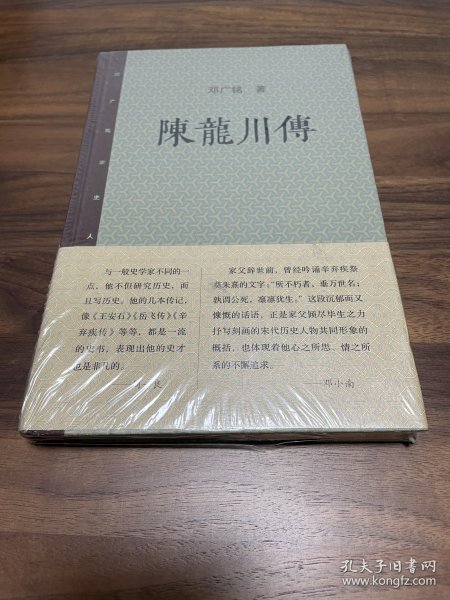 邓广铭 著
陳龍川傳
邓广铭宋史人
与一般史学家不同的一
点，他不但研究历史，而
且写历史。他的几本传记，
像《王安石》《岳飞传》《辛
弃疾传》等等，都是一流
的史书，表现出他的史才
也是非凡的。
家父辞世前，曾经吟诵辛弃疾祭
奠朱熹的文字：“所不朽者，垂万世名；
孰谓公死，凛凛犹生。”这段沉郁而又
慷慨的话语，正是家父倾尽毕生之力
抒写刻画的宋代历史人物共同形象的
概括，也体现着他心之所思、情之所
系的不懈追求。
——邓小南
孔夫子旧书网
www.kongfz.com